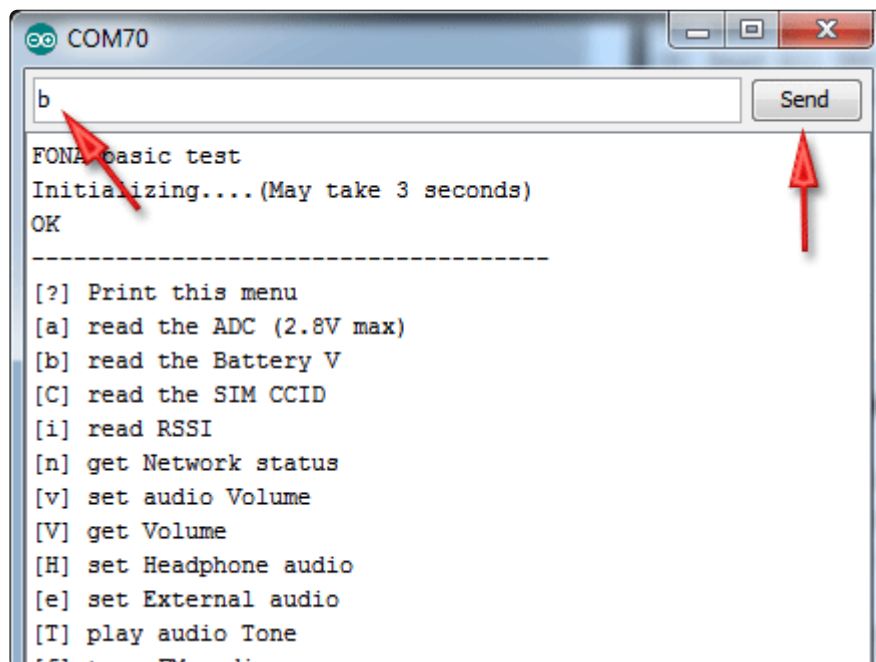 COM70
b
Send
FONA basic test
Initializing....(May take 3 seconds)
OK
-------------------------------------
[?] Print this menu
[a] read the ADC (2.8V max)
[b] read the Battery V
[C] read the SIM CCID
[i] read RSSI
[n] get Network status
[v] set audio Volume
[V] get Volume
[H] set Headphone audio
[e] set External audio
[T] play audio Tone